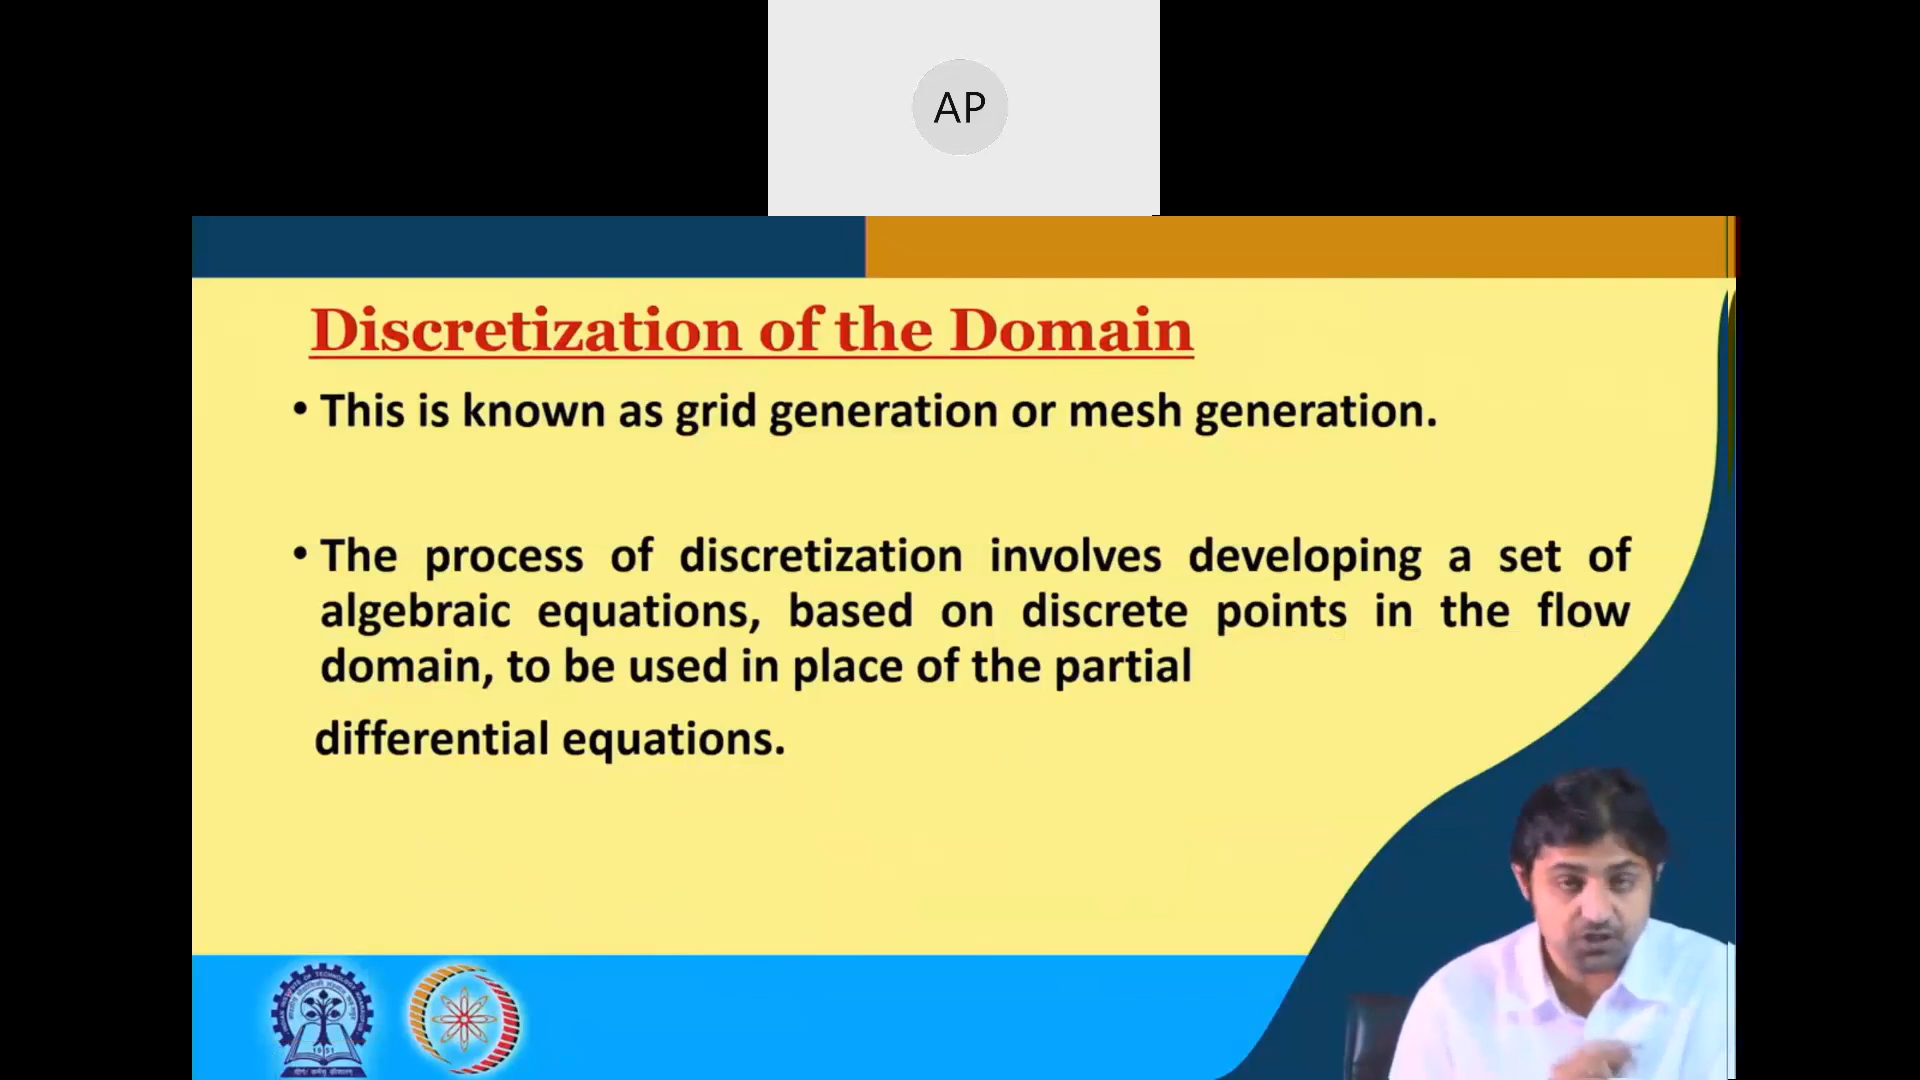 AP
Discretization of the Domain
• This is known as grid generation or mesh generation.
• The process of discretization involves developing a set of
algebraic equations, based on discrete points in the flow
domain, to be used in place of the partial
differential equations.
1951